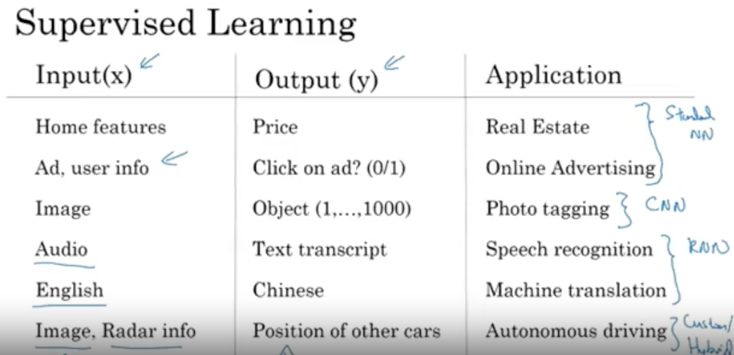 Supervised Learning
Input(x) Output (y) Application
Home features Price Real Estate
Standard NN
Ad, user info Click on ad? (0/1) Online Advertising
Image Object (1,...,1000) Photo tagging CNN
Audio Text transcript Speech recognition RNN
English Chinese Machine translation
Image, Radar info Position of other cars Autonomous driving Custom/
Hybrid